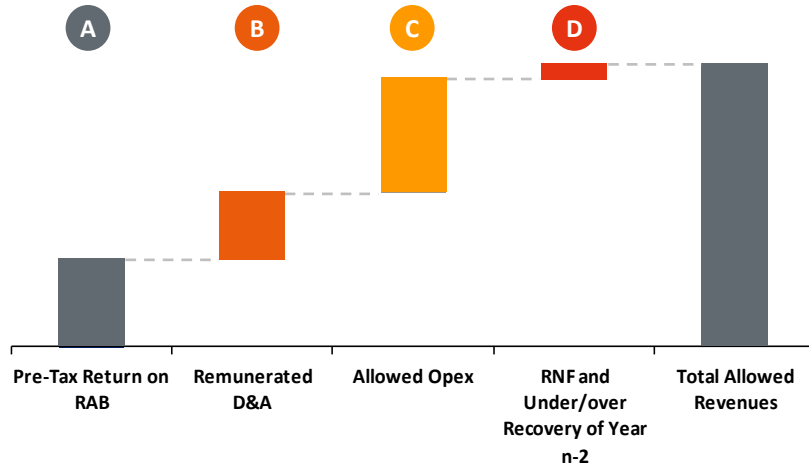 A
B
C
D
Pre-Tax Return on
RAB
Remunerated
D&A
Allowed Opex
RNF and
Under/over
Recovery of Year
n-2
Total Allowed
Revenues